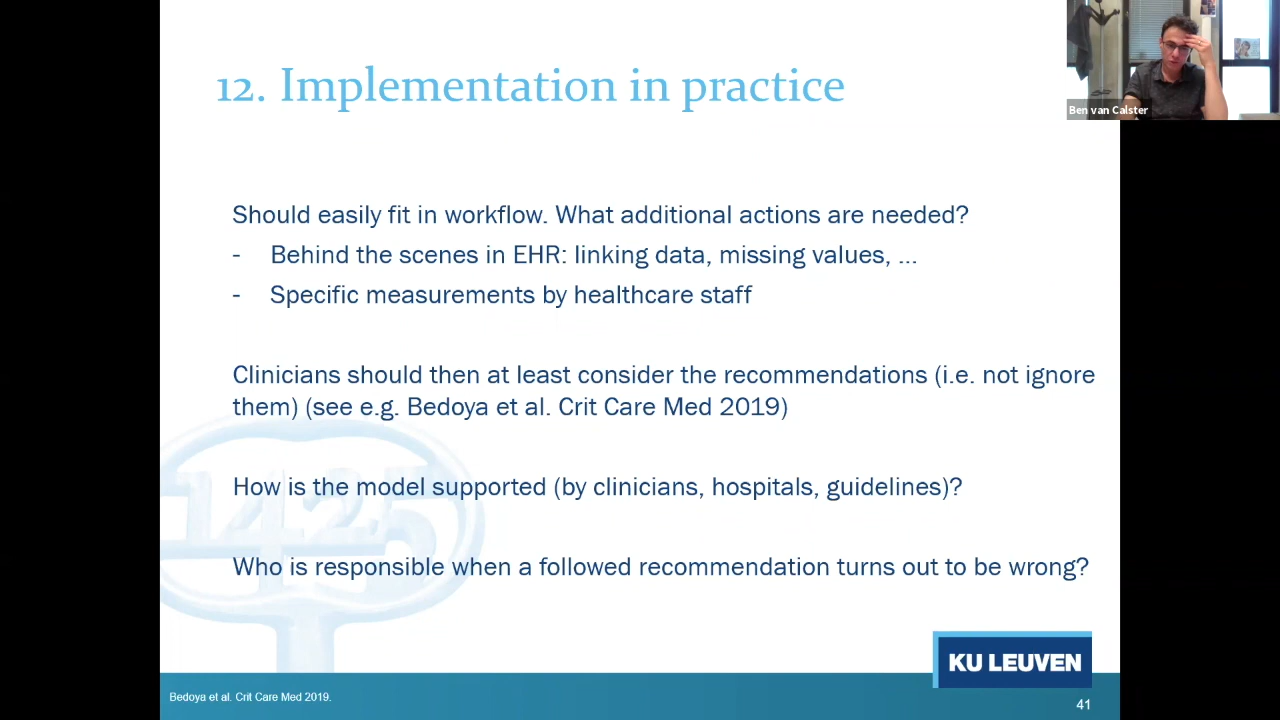 12. Implementation in practice
Ben van Calster
Should easily fit in workflow. What additional actions are needed?
- Behind the scenes in EHR: linking data, missing values, ...
- Specific measurements by healthcare staff
Clinicians should then at least consider the recommendations (i.e. not ignore
them) (see e.g. Bedoya et al. Crit Care Med 2019)
How is the model supported (by clinicians, hospitals, guidelines)?
1425
Who is responsible when a followed recommendation turns out to be wrong?
KU LEUVEN
Bedoya et al. Crit Care Med 2019.
41